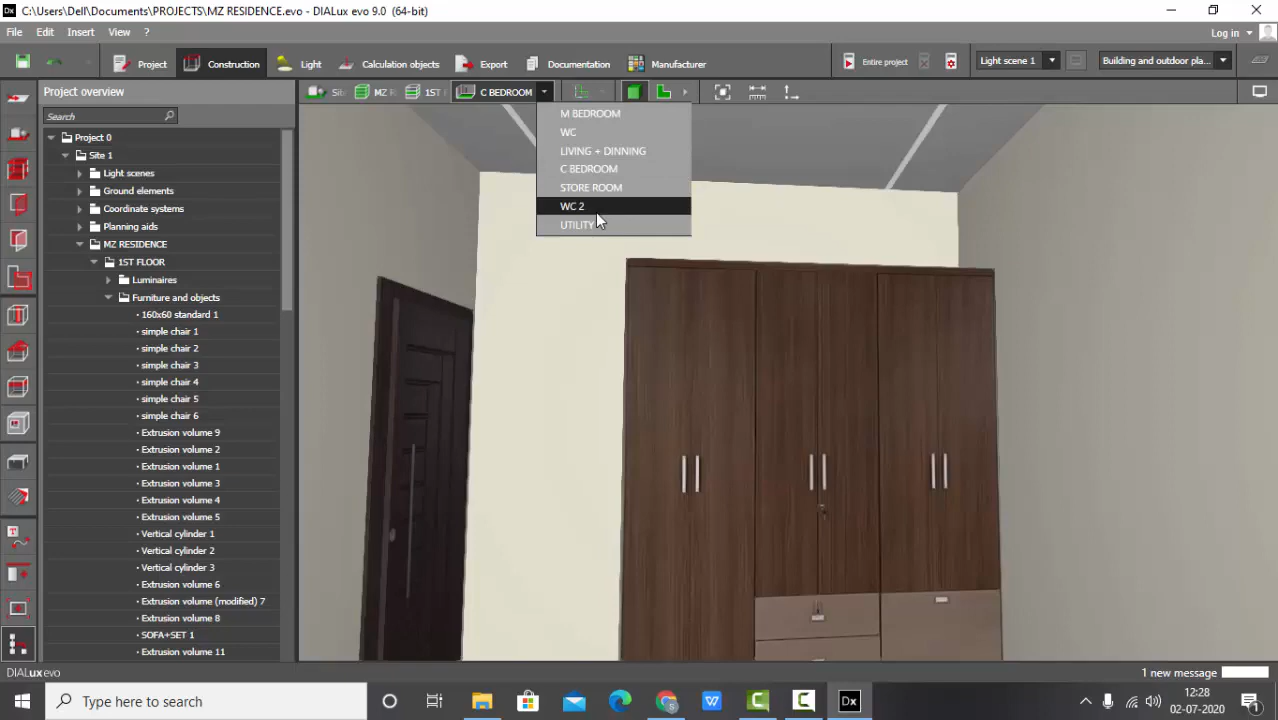 C:\Users\Dell\Documents\PROJECTS\MZ RESIDENCE.evo - DIALux evo 9.0 (64-bit)
File Edit Insert View ?
Log in
Project Construction Light Calculation objects Export Documentation Manufacturer Entire project Light scene 1 Building and outdoor pla...
Project overview
Sit MZ R 1ST F C BEDROOM
Search
M BEDROOM
WC
LIVING + DINNING
C BEDROOM
STORE ROOM
WC 2
UTILITY
Project 0
Site 1
Light scenes
Ground elements
Coordinate systems
Planning aids
MZ RESIDENCE
1ST FLOOR
Luminaires
Furniture and objects
160x60 standard 1
simple chair 1
simple chair 2
simple chair 3
simple chair 4
simple chair 5
simple chair 6
Extrusion volume 9
Extrusion volume 2
Extrusion volume 1
Extrusion volume 3
Extrusion volume 4
Extrusion volume 5
Vertical cylinder 1
Vertical cylinder 2
Vertical cylinder 3
Extrusion volume 6
Extrusion volume (modified) 7
Extrusion volume 8
SOFA+SET 1
Extrusion volume 11
DIALux evo
1 new message
Type here to search
12:28
02-07-2020